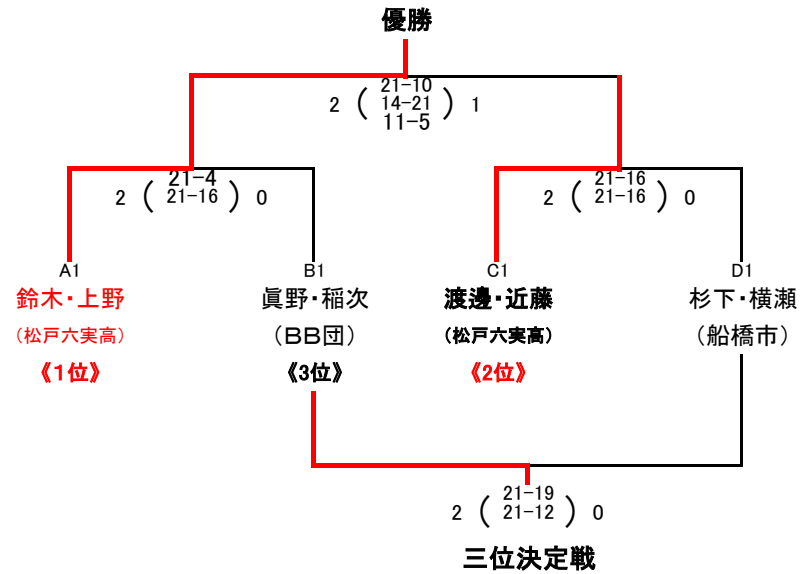 優勝
21-10
2 ( 14-21 ) 1
11-5
21-4
2 ( 21-16 ) 0
21-16
2 ( 21-16 ) 0
A1 B1 C1 D1
鈴木・上野 眞野・稲次 渡邊・近藤 杉下・横瀬
(松戸六実高) (BB団) (松戸六実高) (船橋市)
《1位》 《3位》 《2位》
21-19
2 ( 21-12 ) 0
三位決定戦